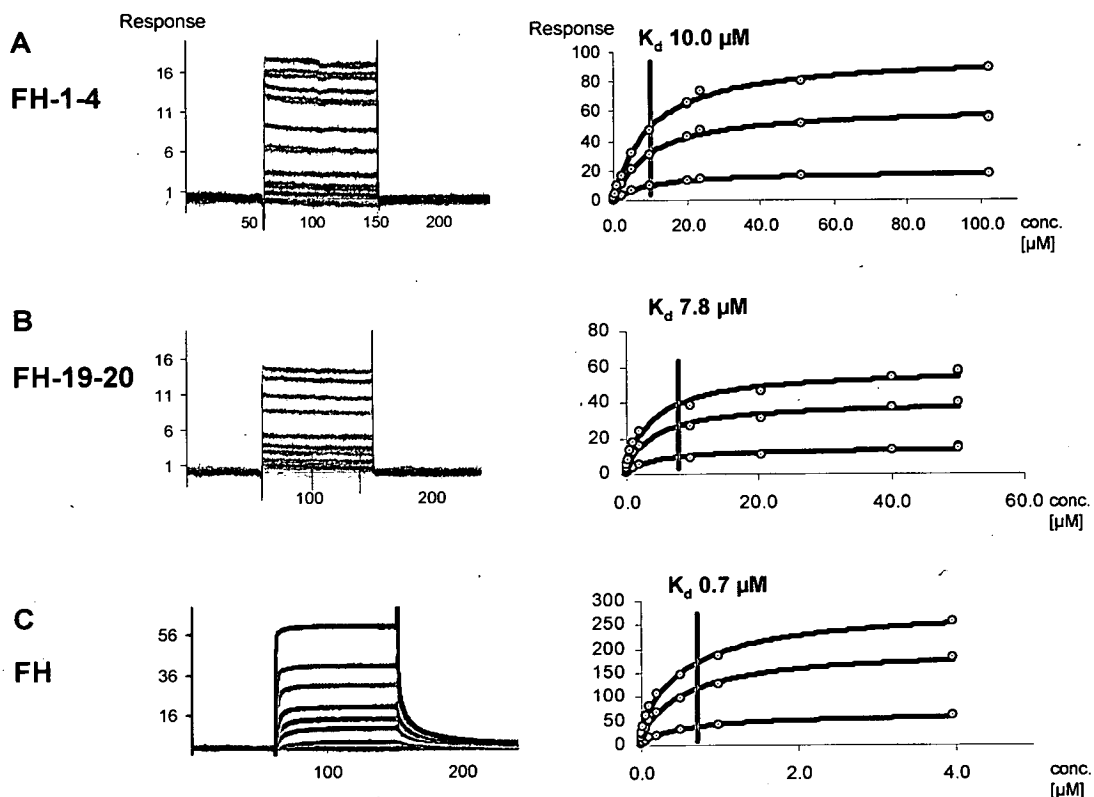 A
FH-1-4
Response
16
11
6
1
50 100 150 200
Response
K_d 10.0 µM
100
80
60
40
20
0
0.0 20.0 40.0 60.0 80.0 100.0 conc.
[µM]
B
FH-19-20
16
11
6
1
100 200
K_d 7.8 µM
80
60
40
20
0
0.0 20.0 40.0 60.0 conc.
[µM]
C
FH
56
36
16
100 200
K_d 0.7 µM
300
250
200
150
100
50
0
0.0 2.0 4.0 conc.
[µM]